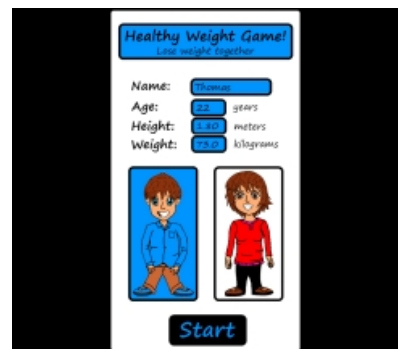 Healthy Weight Game!
Lose weight together
Name: Thomas
Age: 22 years
Height: 1.80 meters
Weight: 73.0 kilograms
Start